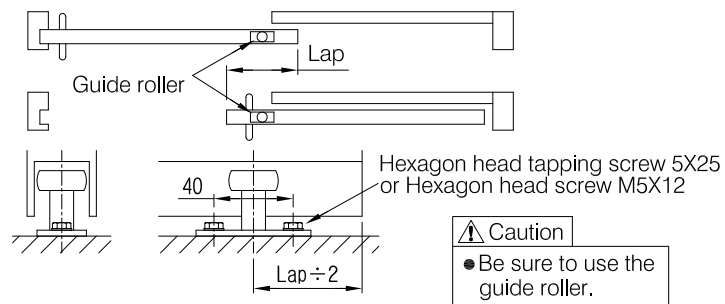 Lap
Guide roller
40
Hexagon head tapping screw 5X25
or Hexagon head screw M5X12
Lap÷2
⚠ Caution
●Be sure to use the
guide roller.